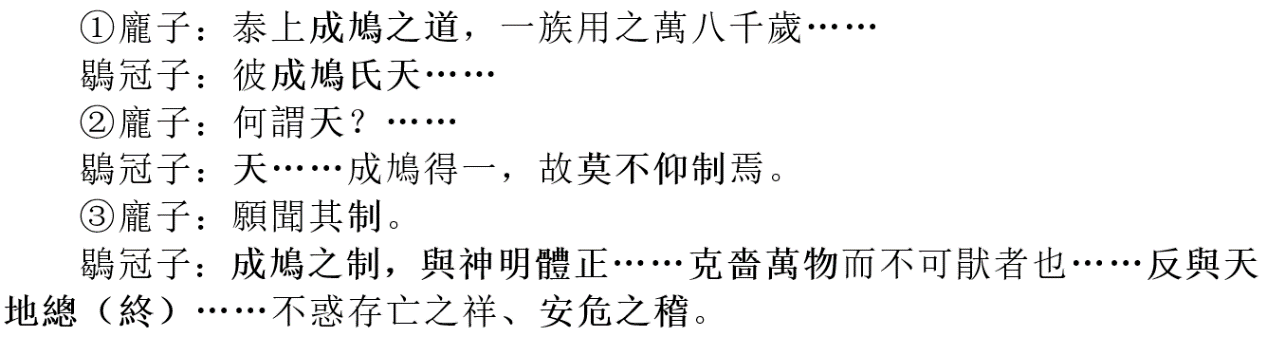 ①龐子：泰上成鳩之道，一族用之萬八千歲……
鶡冠子：彼成鳩氏天……
②龐子：何謂天？……
鶡冠子：天……成鳩得一，故莫不仰制焉。
③龐子：願聞其制。
鶡冠子：成鳩之制，與神明體正……克嗇萬物而不可猒者也……反與天
地總（終）……不惑存亡之祥、安危之稽。